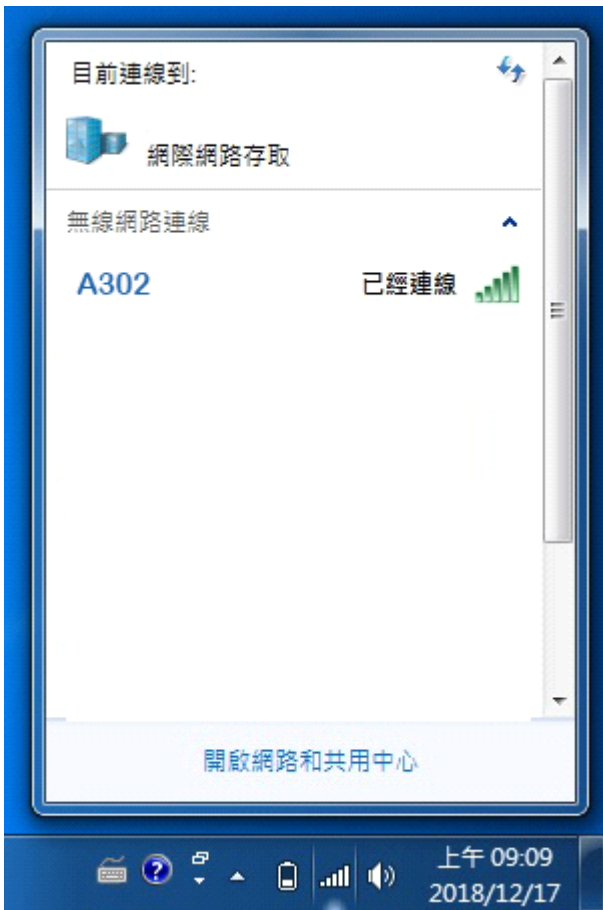 目前連線到:
網際網路存取
無線網路連線
A302 已經連線
開啟網路和共用中心
上午 09:09
2018/12/17